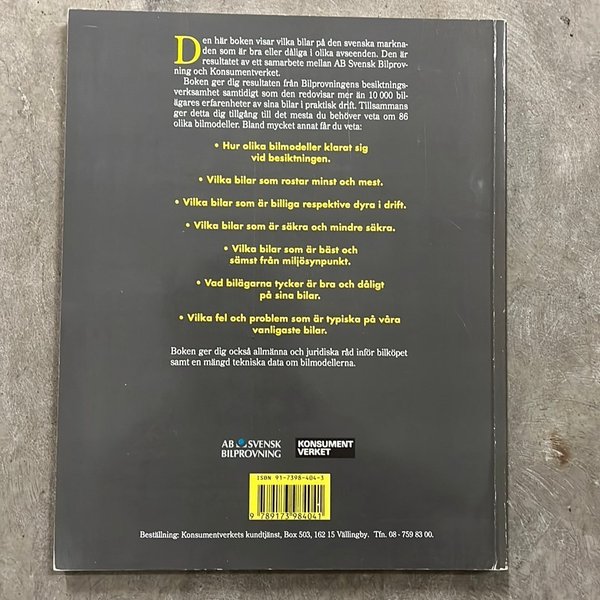 Den här boken visar vilka bilar på den svenska markna-
den som är bra eller dåliga i olika avseenden. Den är
resultatet av ett samarbete mellan AB Svensk Bilprov-
ning och Konsumentverket.
Boken ger dig resultaten från Bilprovningens besiktnings-
verksamhet samtidigt som den redovisar mer än 10 000 bil-
ägares erfarenheter av sina bilar i praktisk drift. Tillsammans
ger detta dig tillgång till det mesta du behöver veta om 86
olika bilmodeller. Bland mycket annat får du veta:
• Hur olika bilmodeller klarat sig
vid besiktningen.
• Vilka bilar som rostar minst och mest.
• Vilka bilar som är billiga respektive dyra i drift.
• Vilka bilar som är säkra och mindre säkra.
• Vilka bilar som är bäst och
sämst från miljösynpunkt.
• Vad bilägarna tycker är bra och dåligt
på sina bilar.
• Vilka fel och problem som är typiska på våra
vanligaste bilar.
Boken ger dig också allmänna och juridiska råd inför bilköpet
samt en mängd tekniska data om bilmodellerna.
AB SVENSK
BILPROVNING
KONSUMENT
VERKET
ISBN 91-7398-404-3
9 789173 984041
Beställning: Konsumentverkets kundtjänst, Box 503, 162 15 Vällingby. Tfn. 08 - 759 83 00.